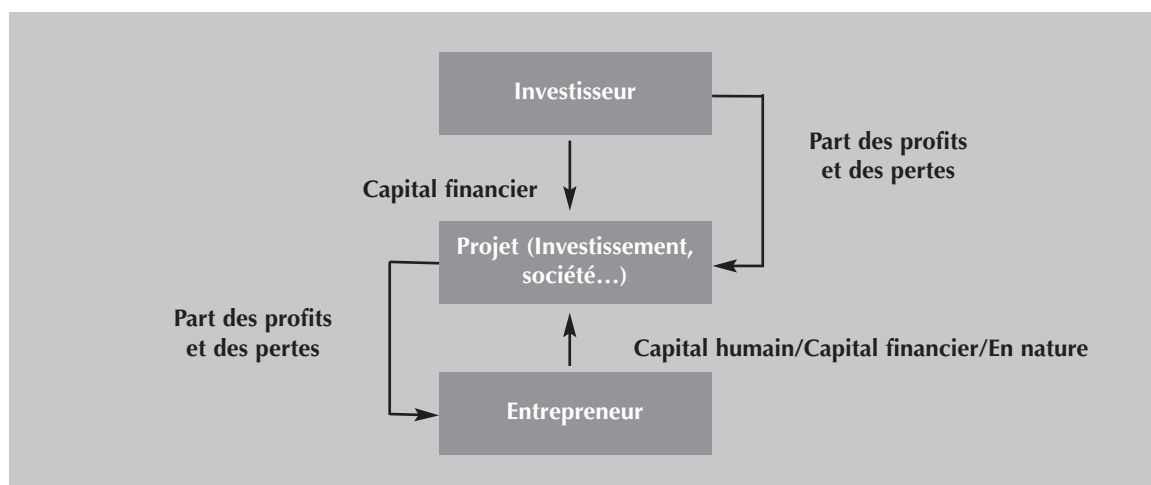 Investisseur
Part des profits
et des pertes
Capital financier
Projet (Investissement,
société…)
Part des profits
et des pertes
Capital humain/Capital financier/En nature
Entrepreneur